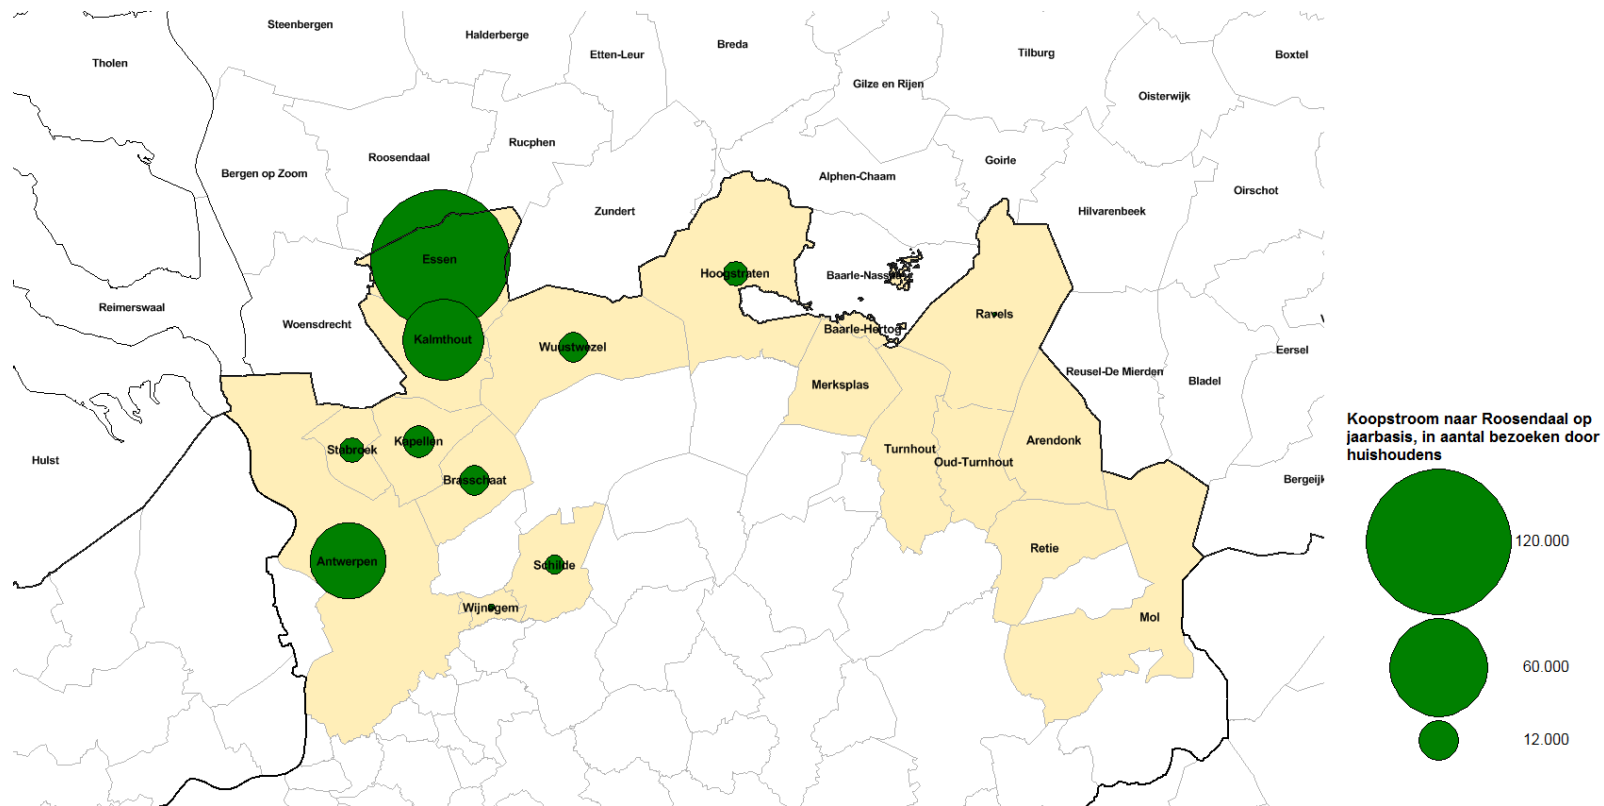 Steenbergen
Halderberge
Breda
Etten-Leur
Tilburg
Boxtel
Tholen
Gilze en Rijen
Oisterwijk
Rucphen
Roosendaal
Goirle
Bergen op Zoom
Alphen-Chaam
Oirschot
Zundert
Hilvarenbeek
Essen
Hoogstraten
Reimerswaal
Ravels
Woensdrecht
Baarle-Hertog
Kalmthout
Wuustwezel
Eersel
Reusel-De Mierden
Bladel
Merksplas
Koopstroom naar Roosendaal op
jaarbasis, in aantal bezoeken door
huishoudens
Kapellen
Arendonk
Stabroek
Turnhout
Hulst
Oud-Turnhout
Brasschaat
120.000
Retie
Antwerpen
Schilde
Wijnegem
Mol
60.000
12.000